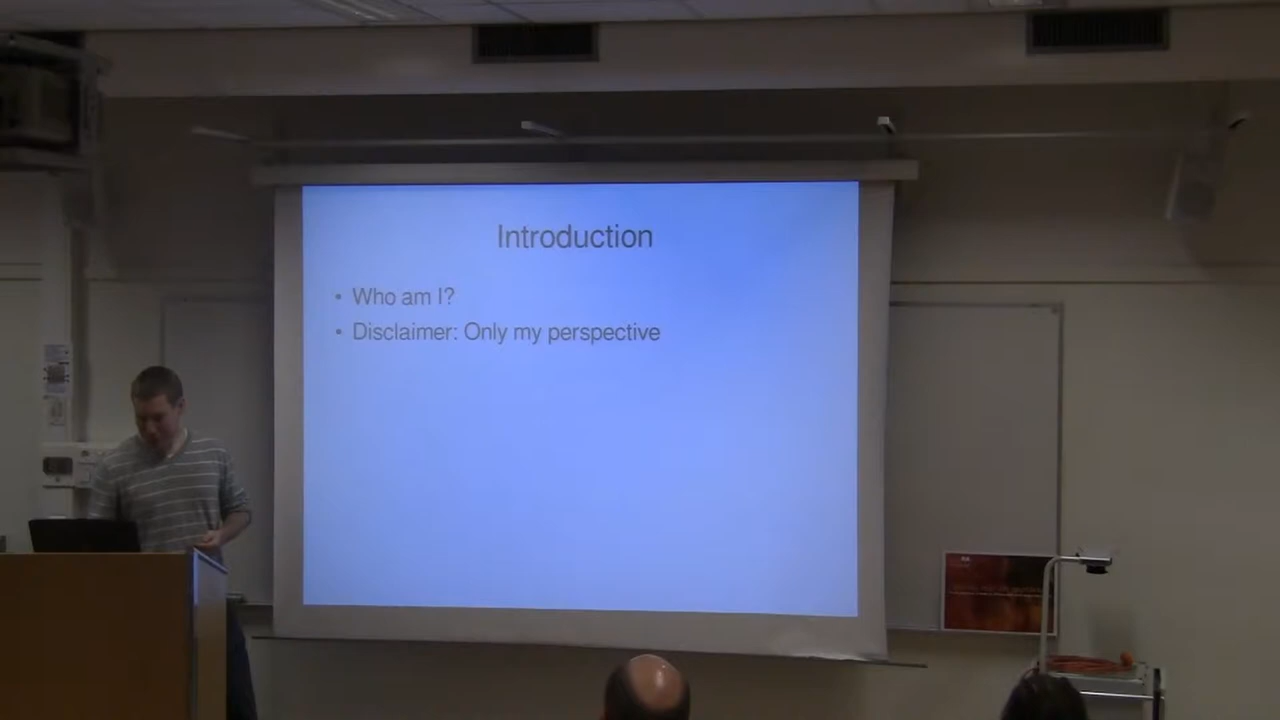 Introduction
• Who am I?
• Disclaimer: Only my perspective